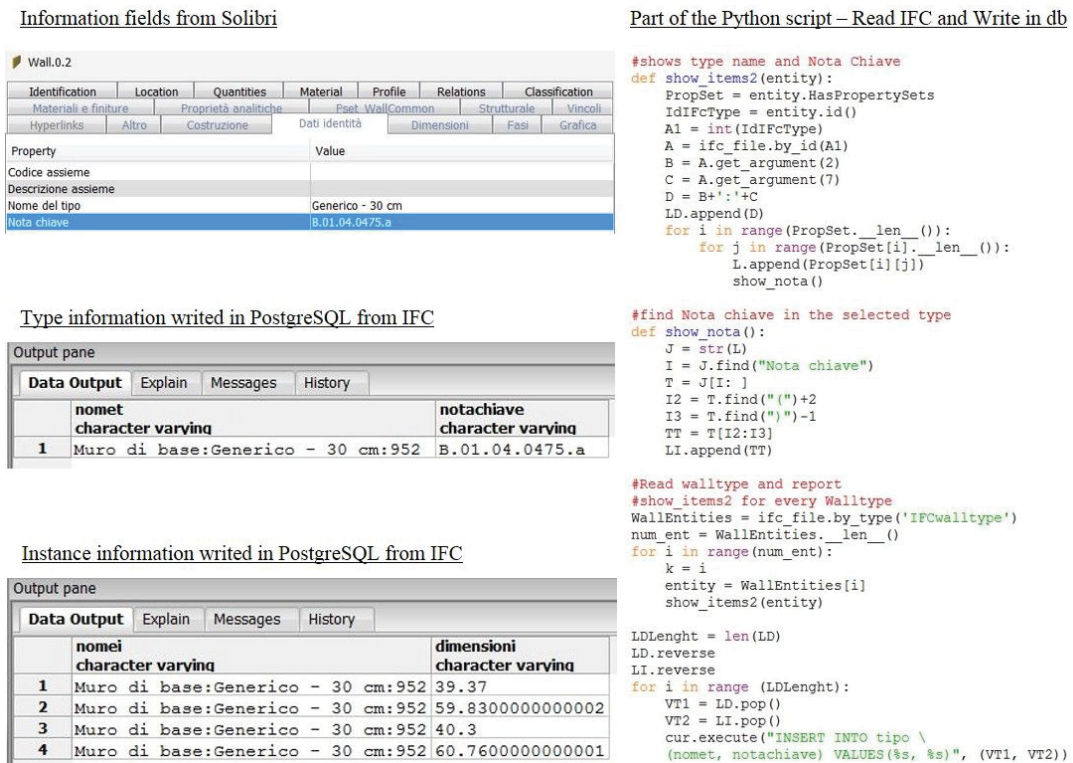 Information fields from Solibri
Wall.0.2
Identification Location Quantities Material Profile Relations Classification
Materiali e finiture Proprietà analitiche Pset_WallCommon Strutturale Vincoli
Hyperlinks Altro Costruzione Dati identità Dimensioni Fasi Grafica
Property Value
Codice assieme
Descrizione assieme
Nome del tipo Generico - 30 cm
Nota chiave B.01.04.0475.a
Type information writed in PostgreSQL from IFC
Output pane
Data Output Explain Messages History
nomet notachiave
character varying character varying
1 Muro di base:Generico - 30 cm:952 B.01.04.0475.a
Instance information writed in PostgreSQL from IFC
Output pane
Data Output Explain Messages History
nomei dimensioni
character varying character varying
1 Muro di base:Generico - 30 cm:952 39.37
2 Muro di base:Generico - 30 cm:952 59.8300000000002
3 Muro di base:Generico - 30 cm:952 40.3
4 Muro di base:Generico - 30 cm:952 60.7600000000001
Part of the Python script – Read IFC and Write in db
#shows type name and Nota Chiave
def show_items2(entity):
    PropSet = entity.HasPropertySets
    IdIFcType = entity.id()
    A1 = int(IdIFcType)
    A = ifc_file.by_id(A1)
    B = A.get_argument(2)
    C = A.get_argument(7)
    D = B+':'+C
    LD.append(D)
    for i in range(PropSet.__len__()):
        for j in range(PropSet[i].__len__()):
            L.append(PropSet[i][j])
            show_nota()
#find Nota chiave in the selected type
def show_nota():
    J = str(L)
    I = J.find("Nota chiave")
    T = J[I: ]
    I2 = T.find("(")+2
    I3 = T.find(")")-1
    TT = T[I2:I3]
    LI.append(TT)
#Read walltype and report
#show_items2 for every Walltype
WallEntities = ifc_file.by_type('IFCwalltype')
num_ent = WallEntities.__len__()
for i in range(num_ent):
    k = i
    entity = WallEntities[i]
    show_items2(entity)
LDLenght = len(LD)
LD.reverse
LI.reverse
for i in range (LDLenght):
    VT1 = LD.pop()
    VT2 = LI.pop()
    cur.execute("INSERT INTO tipo \
    (nomet, notachiave) VALUES(%s, %s)", (VT1, VT2))